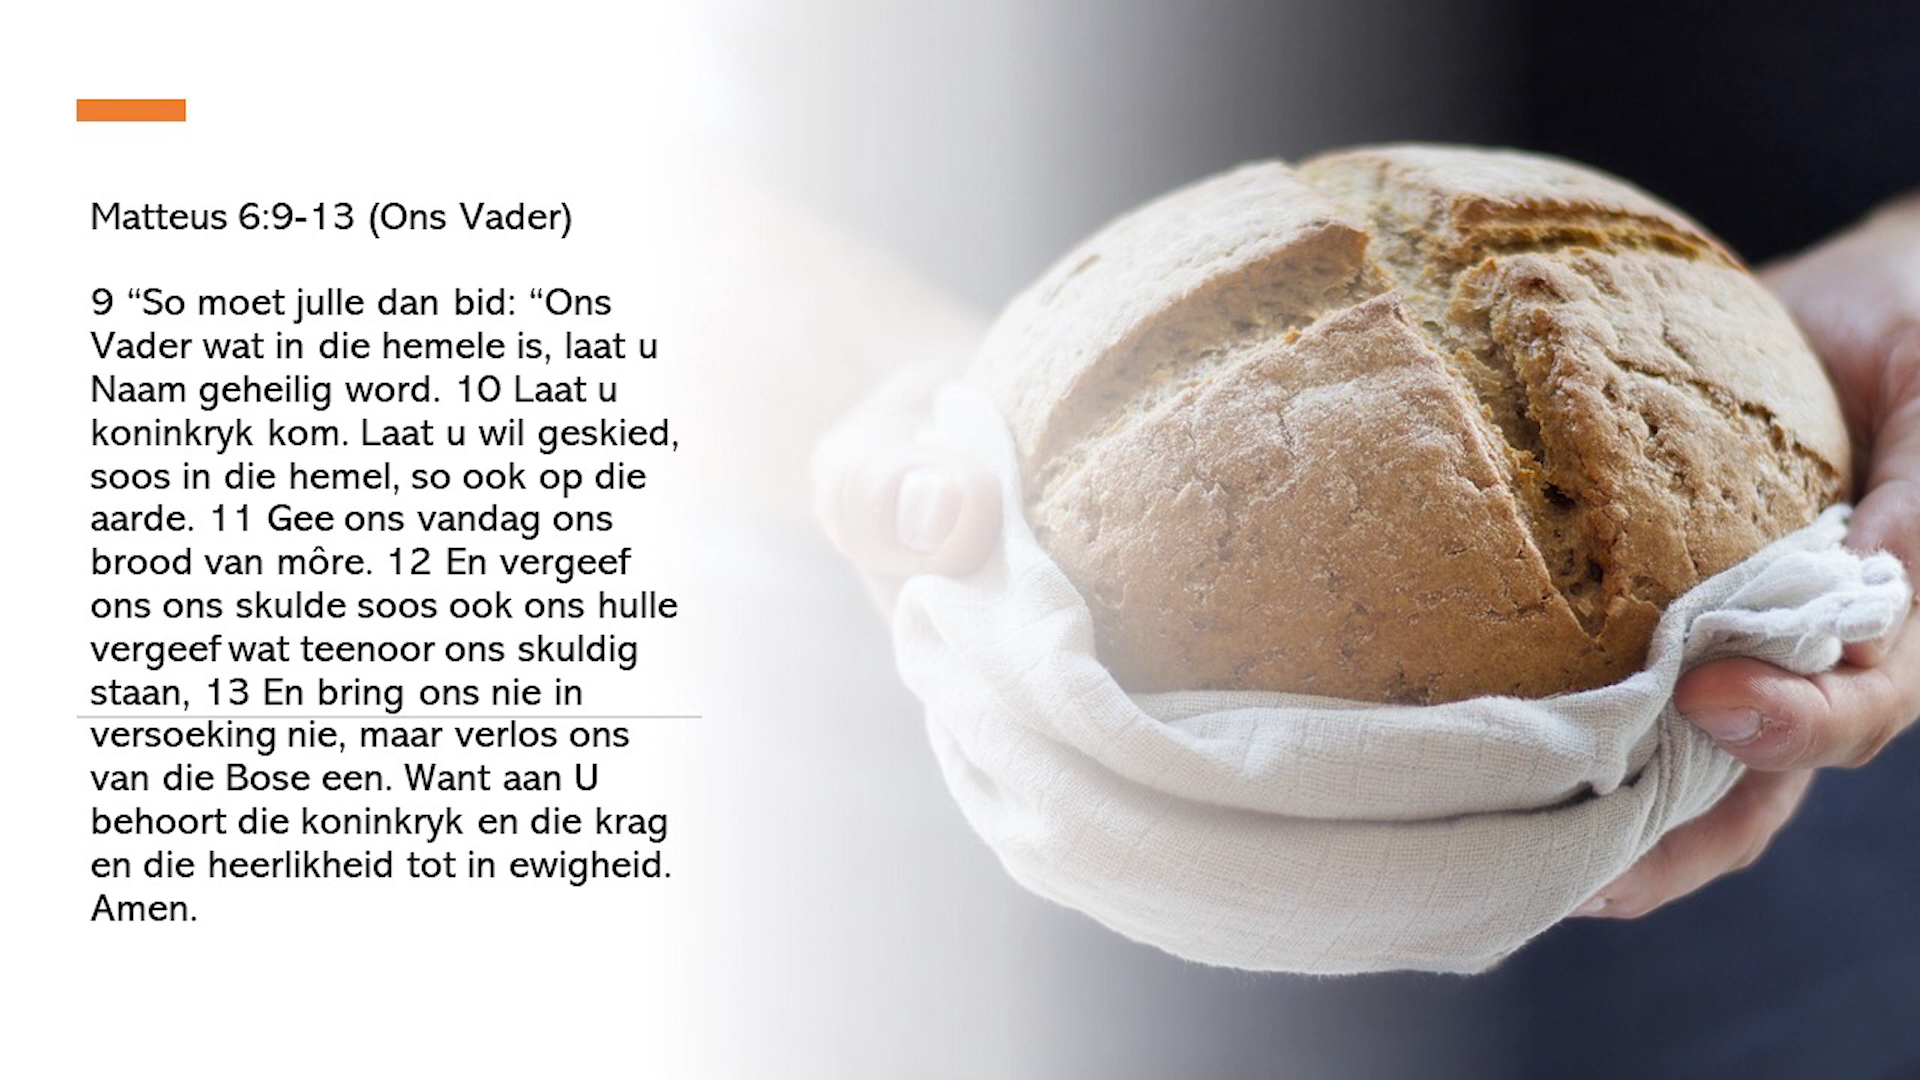 Matteus 6:9-13 (Ons Vader)
9 “So moet julle dan bid: “Ons
Vader wat in die hemele is, laat u
Naam geheilig word. 10 Laat u
koninkryk kom. Laat u wil geskied,
soos in die hemel, so ook op die
aarde. 11 Gee ons vandag ons
brood van môre. 12 En vergeef
ons ons skulde soos ook ons hulle
vergeef wat teenoor ons skuldig
staan, 13 En bring ons nie in
versoeking nie, maar verlos ons
van die Bose een. Want aan U
behoort die koninkryk en die krag
en die heerlikheid tot in ewigheid.
Amen.